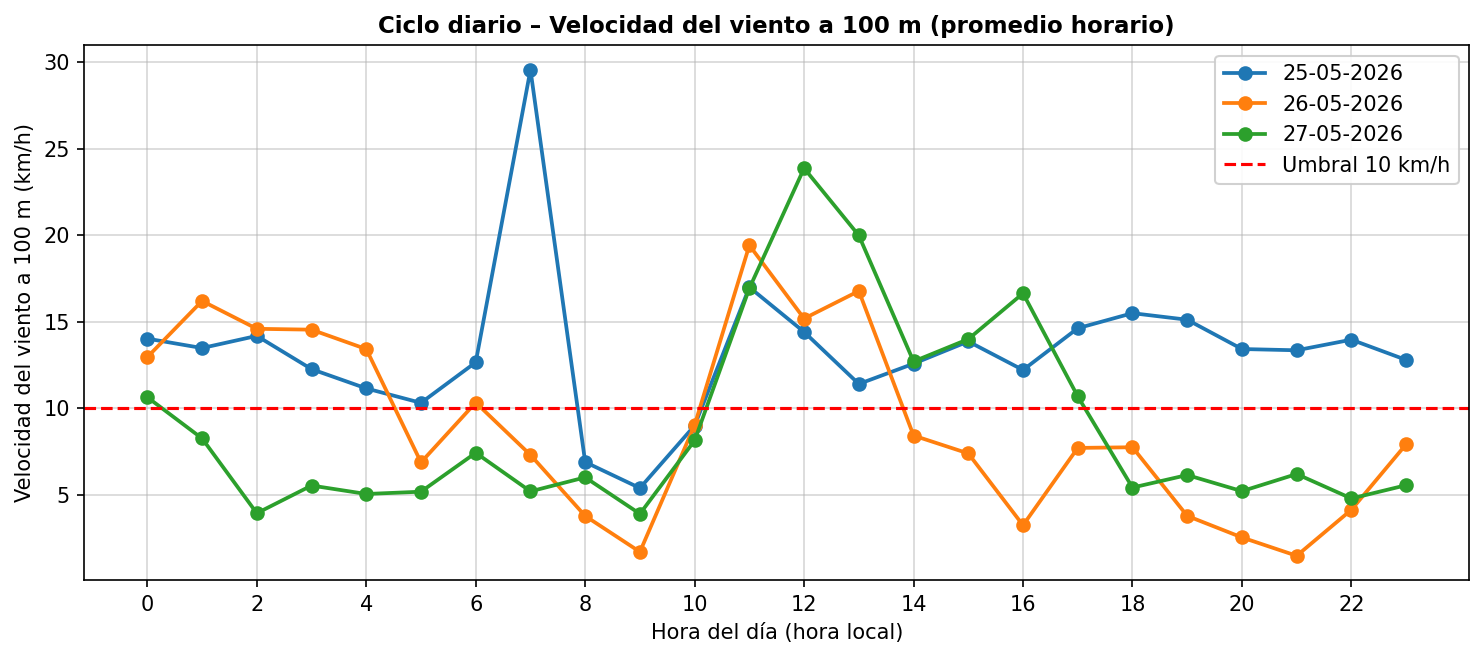 Ciclo diario – Velocidad del viento a 100 m (promedio horario)
Velocidad del viento a 100 m (km/h)
30
25
20
15
10
5
25-05-2026
26-05-2026
27-05-2026
Umbral 10 km/h
0 2 4 6 8 10 12 14 16 18 20 22
Hora del día (hora local)